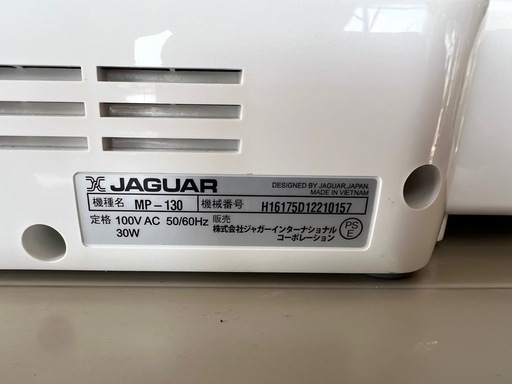 JAGUAR
DESIGNED BY JAGUAR,JAPAN
MADE IN VIETNAM
機種名 MP-130 機械番号 H16175D12210157
定格 100V AC 50/60Hz 販売
30W 株式会社ジャガーインターナショナル
コーポレーション
PS
E